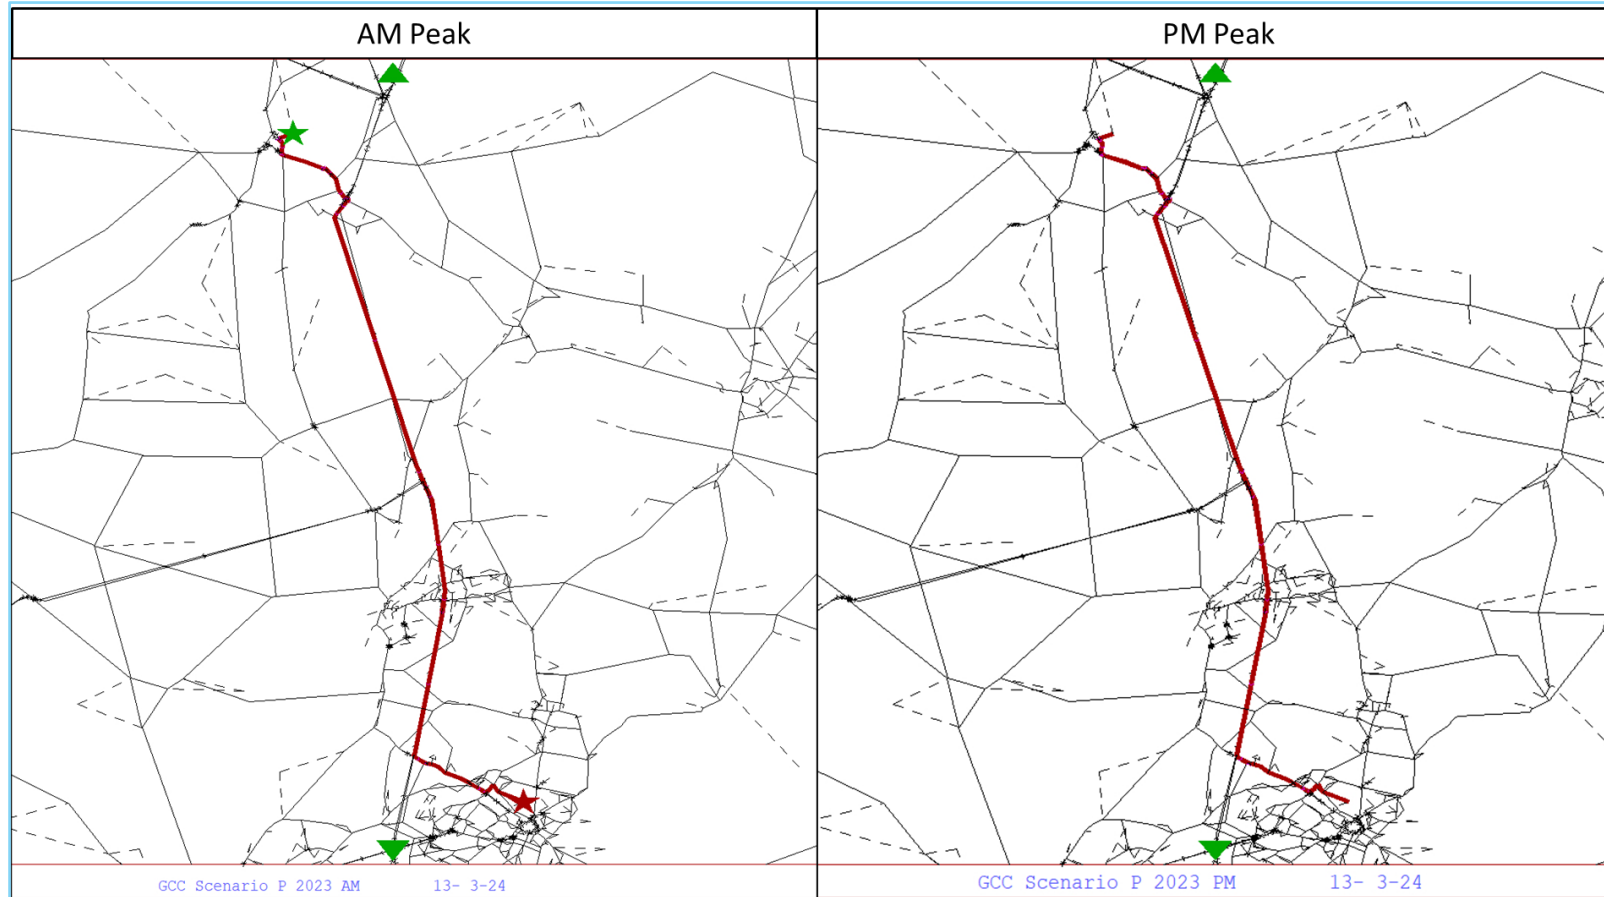 AM Peak
PM Peak
GCC Scenario P 2023 AM 13- 3-24
GCC Scenario P 2023 PM 13- 3-24